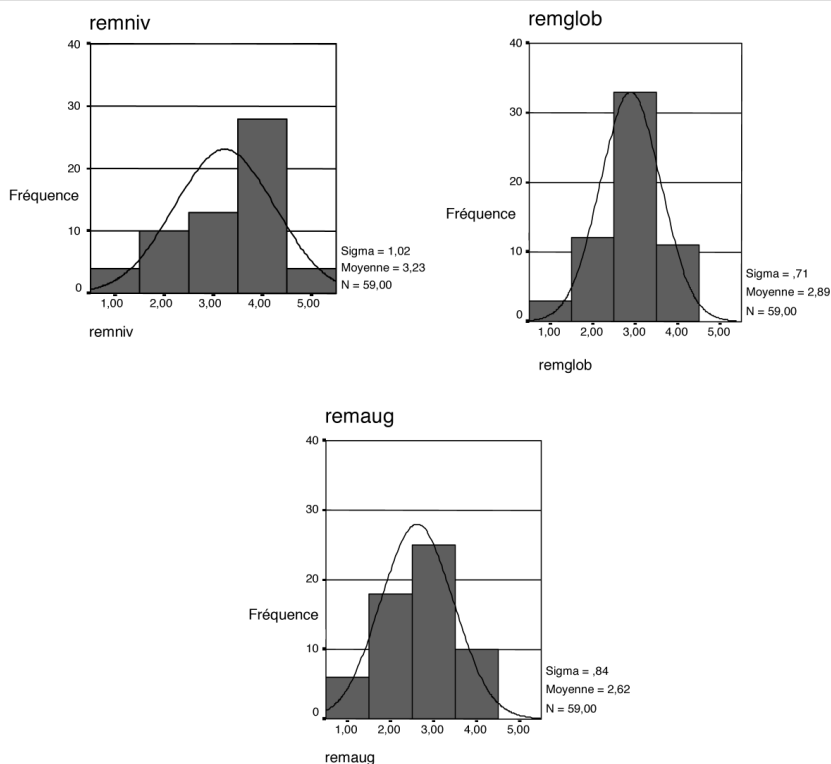 remniv
remniv
40
30
20
10
0
Fréquence
1,00 2,00 3,00 4,00 5,00
Sigma = 1,02
Moyenne = 3,23
N = 59,00
remniv
remglob
40
30
20
10
0
Fréquence
1,00 2,00 3,00 4,00 5,00
Sigma = ,71
Moyenne = 2,89
N = 59,00
remglob
remaug
40
30
20
10
0
Fréquence
1,00 2,00 3,00 4,00 5,00
Sigma = ,84
Moyenne = 2,62
N = 59,00
remaug